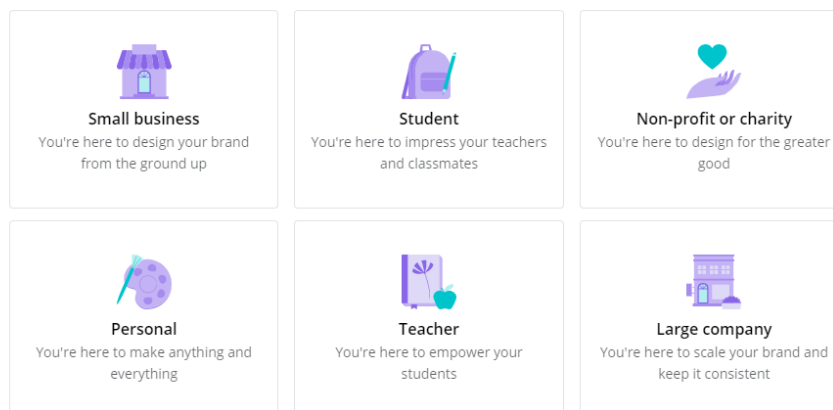 Small business
You're here to design your brand
from the ground up
Student
You're here to impress your teachers
and classmates
Non-profit or charity
You're here to design for the greater
good
Personal
You're here to make anything and
everything
Teacher
You're here to empower your
students
Large company
You're here to scale your brand and
keep it consistent